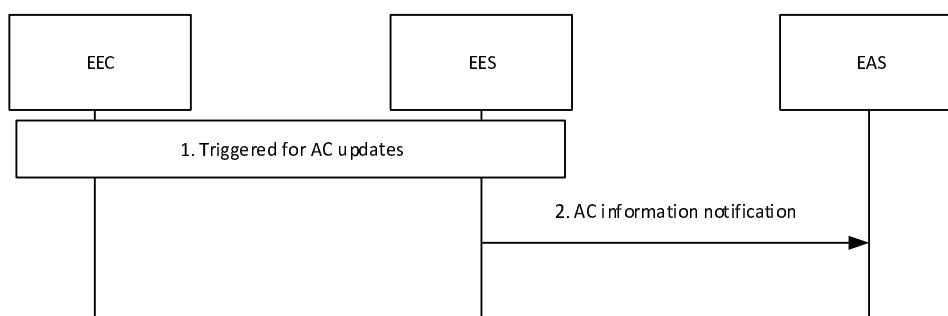 EEC
EES
EAS
1. Triggered for AC updates
2. AC information notification